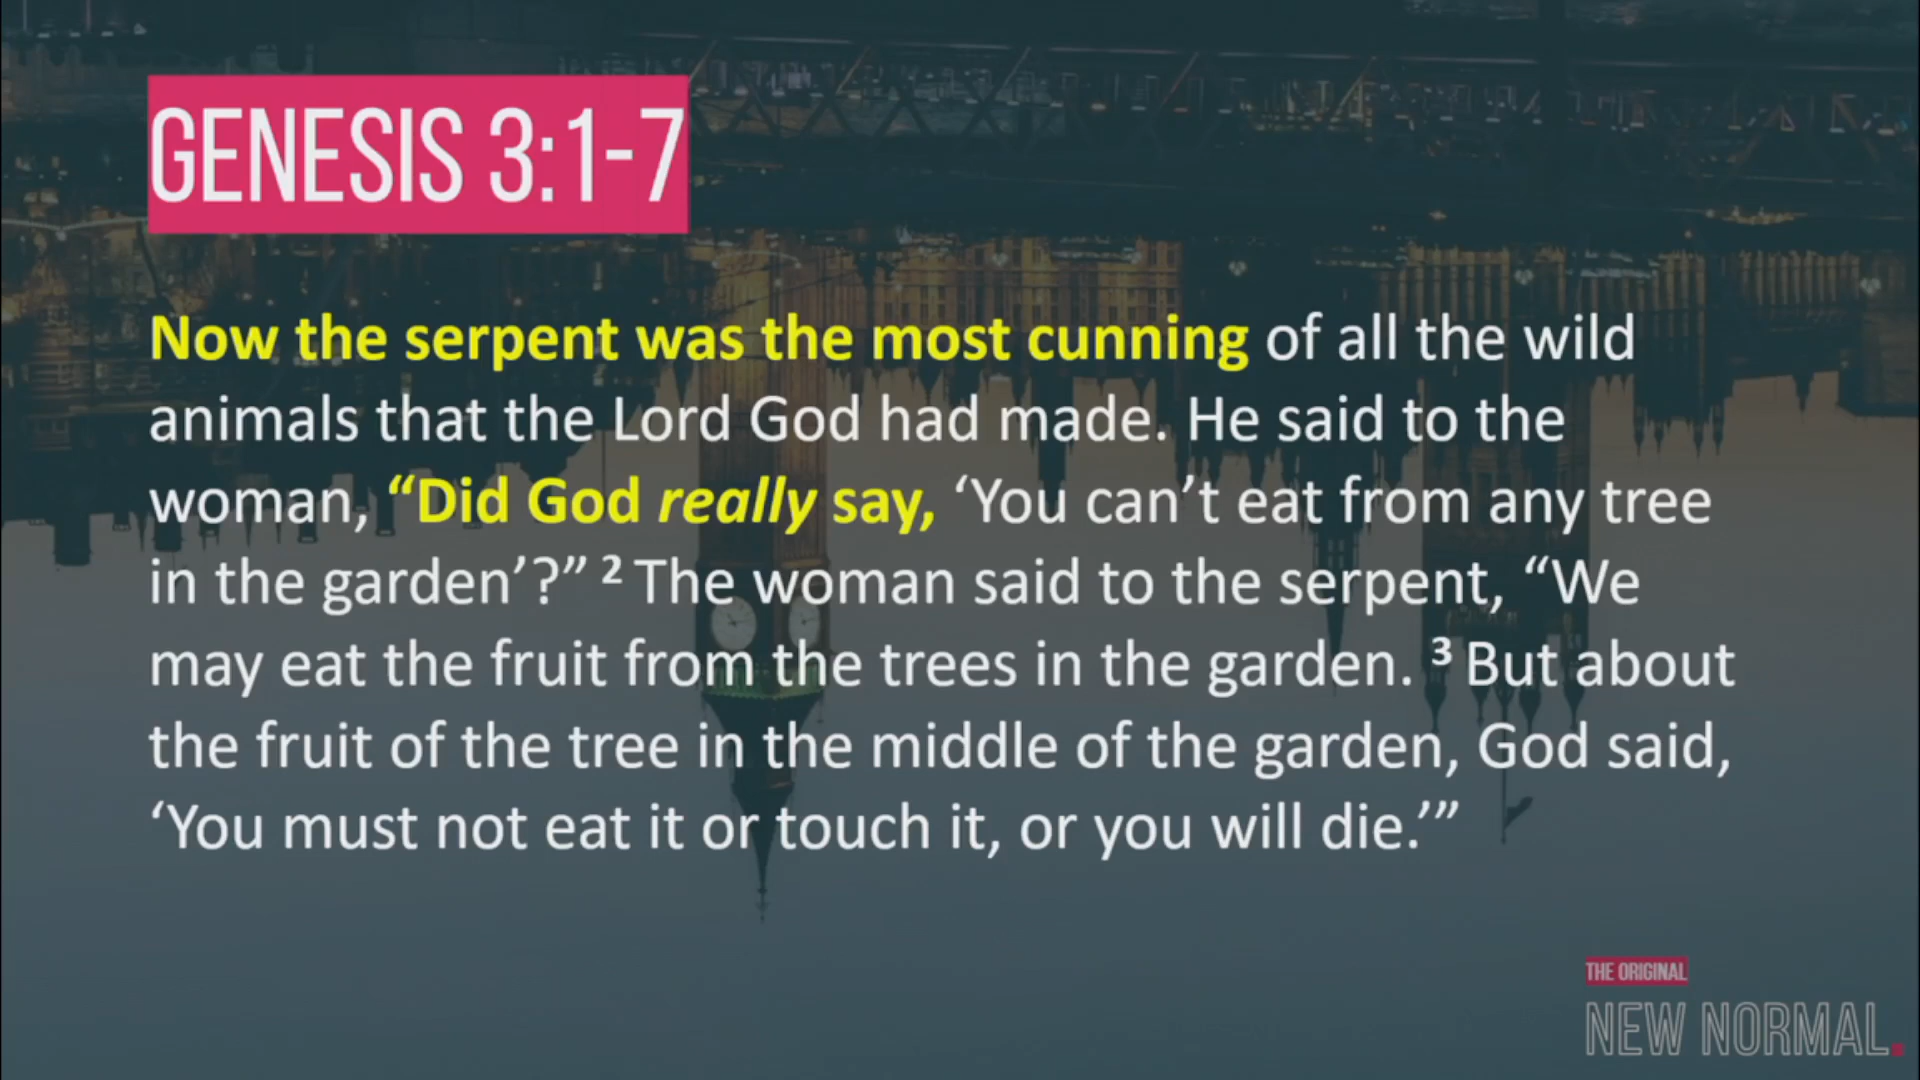 GENESIS 3:1-7
Now the serpent was the most cunning of all the wild
animals that the Lord God had made. He said to the
woman, “Did God really say, ‘You can’t eat from any tree
in the garden’?” ² The woman said to the serpent, “We
may eat the fruit from the trees in the garden. ³ But about
the fruit of the tree in the middle of the garden, God said,
‘You must not eat it or touch it, or you will die.’”
THE ORIGINAL
NEW NORMAL.